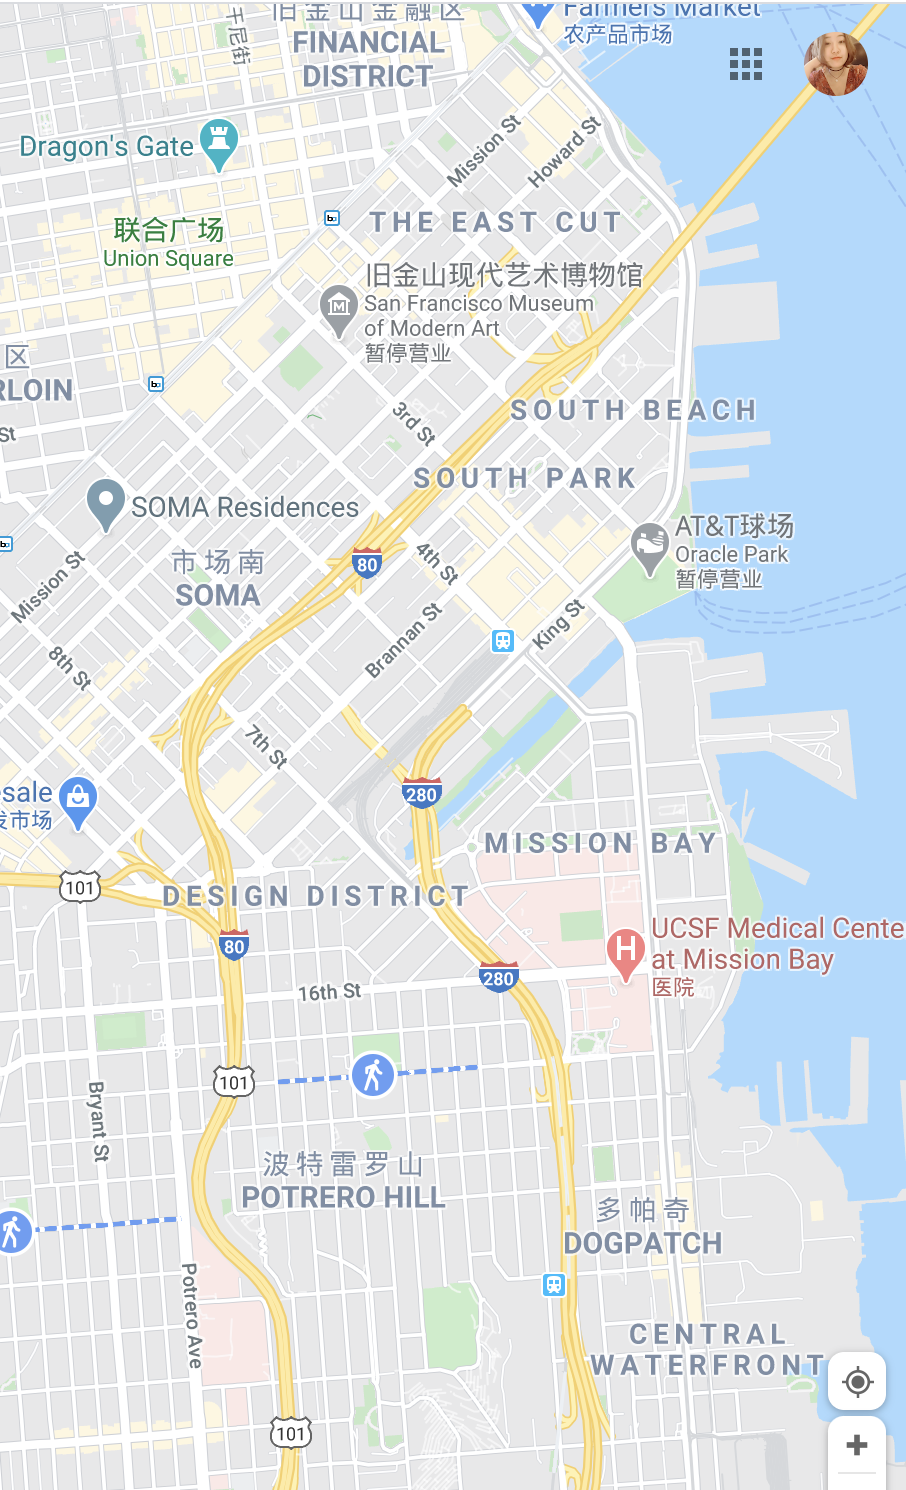 旧金山金融区
FINANCIAL
DISTRICT
Farmers Market
农产品市场
Dragon's Gate
Mission St
Howard St
联合广场
Union Square
THE EAST CUT
旧金山现代艺术博物馆
San Francisco Museum
of Modern Art
暂停营业
区
RLOIN
St
SOUTH BEACH
3rd St
SOUTH PARK
SOMA Residences
AT&T球场
Oracle Park
暂停营业
市场南
SOMA
80
4th St
Mission St
Brannan St
King St
8th St
7th St
esale
发市场
280
MISSION BAY
101
DESIGN DISTRICT
80
UCSF Medical Cente
at Mission Bay
医院
280
16th St
101
Bryant St
波特雷罗山
POTRERO HILL
多帕奇
DOGPATCH
Potrero Ave
CENTRAL
WATERFRONT
101